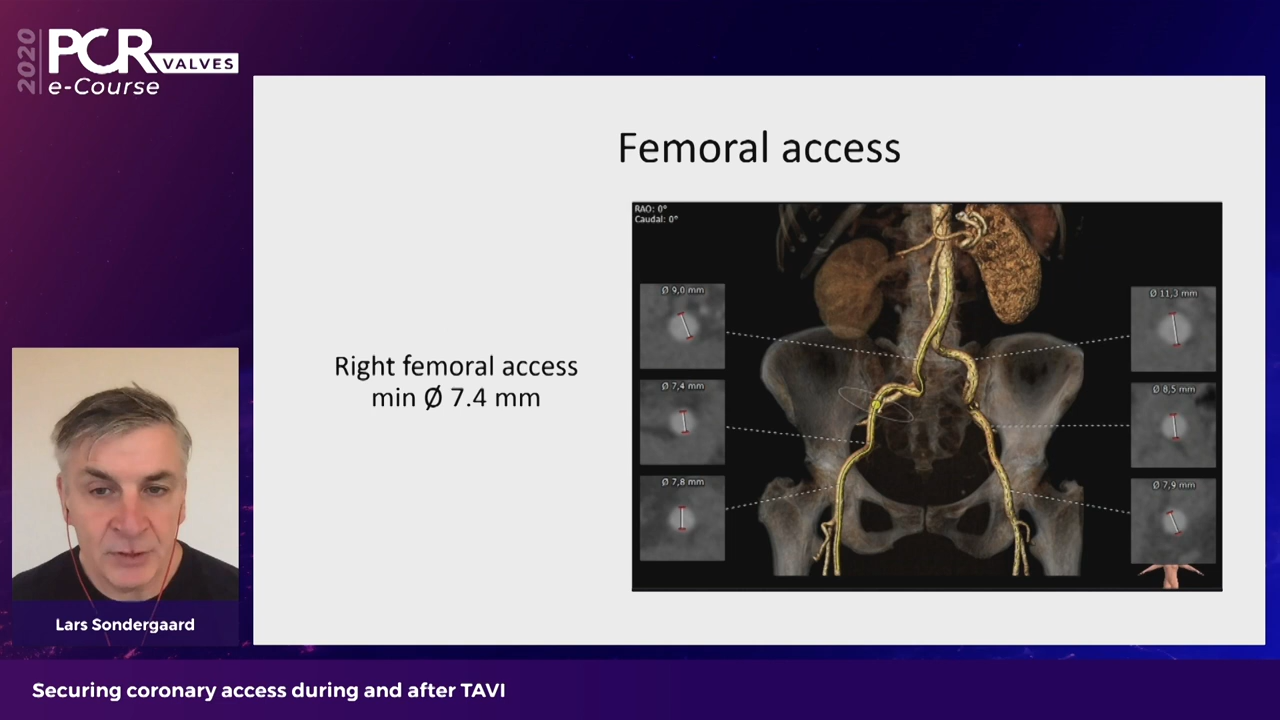 2020
PCR VALVES
e-Course
Femoral access
RAO: 0°
Caudal: 0°
Ø 9,0 mm
Ø 11,3 mm
Right femoral access
min Ø 7.4 mm
Ø 7,4 mm
Ø 8,5 mm
Ø 7,8 mm
Ø 7,9 mm
Lars Sondergaard
Securing coronary access during and after TAVI